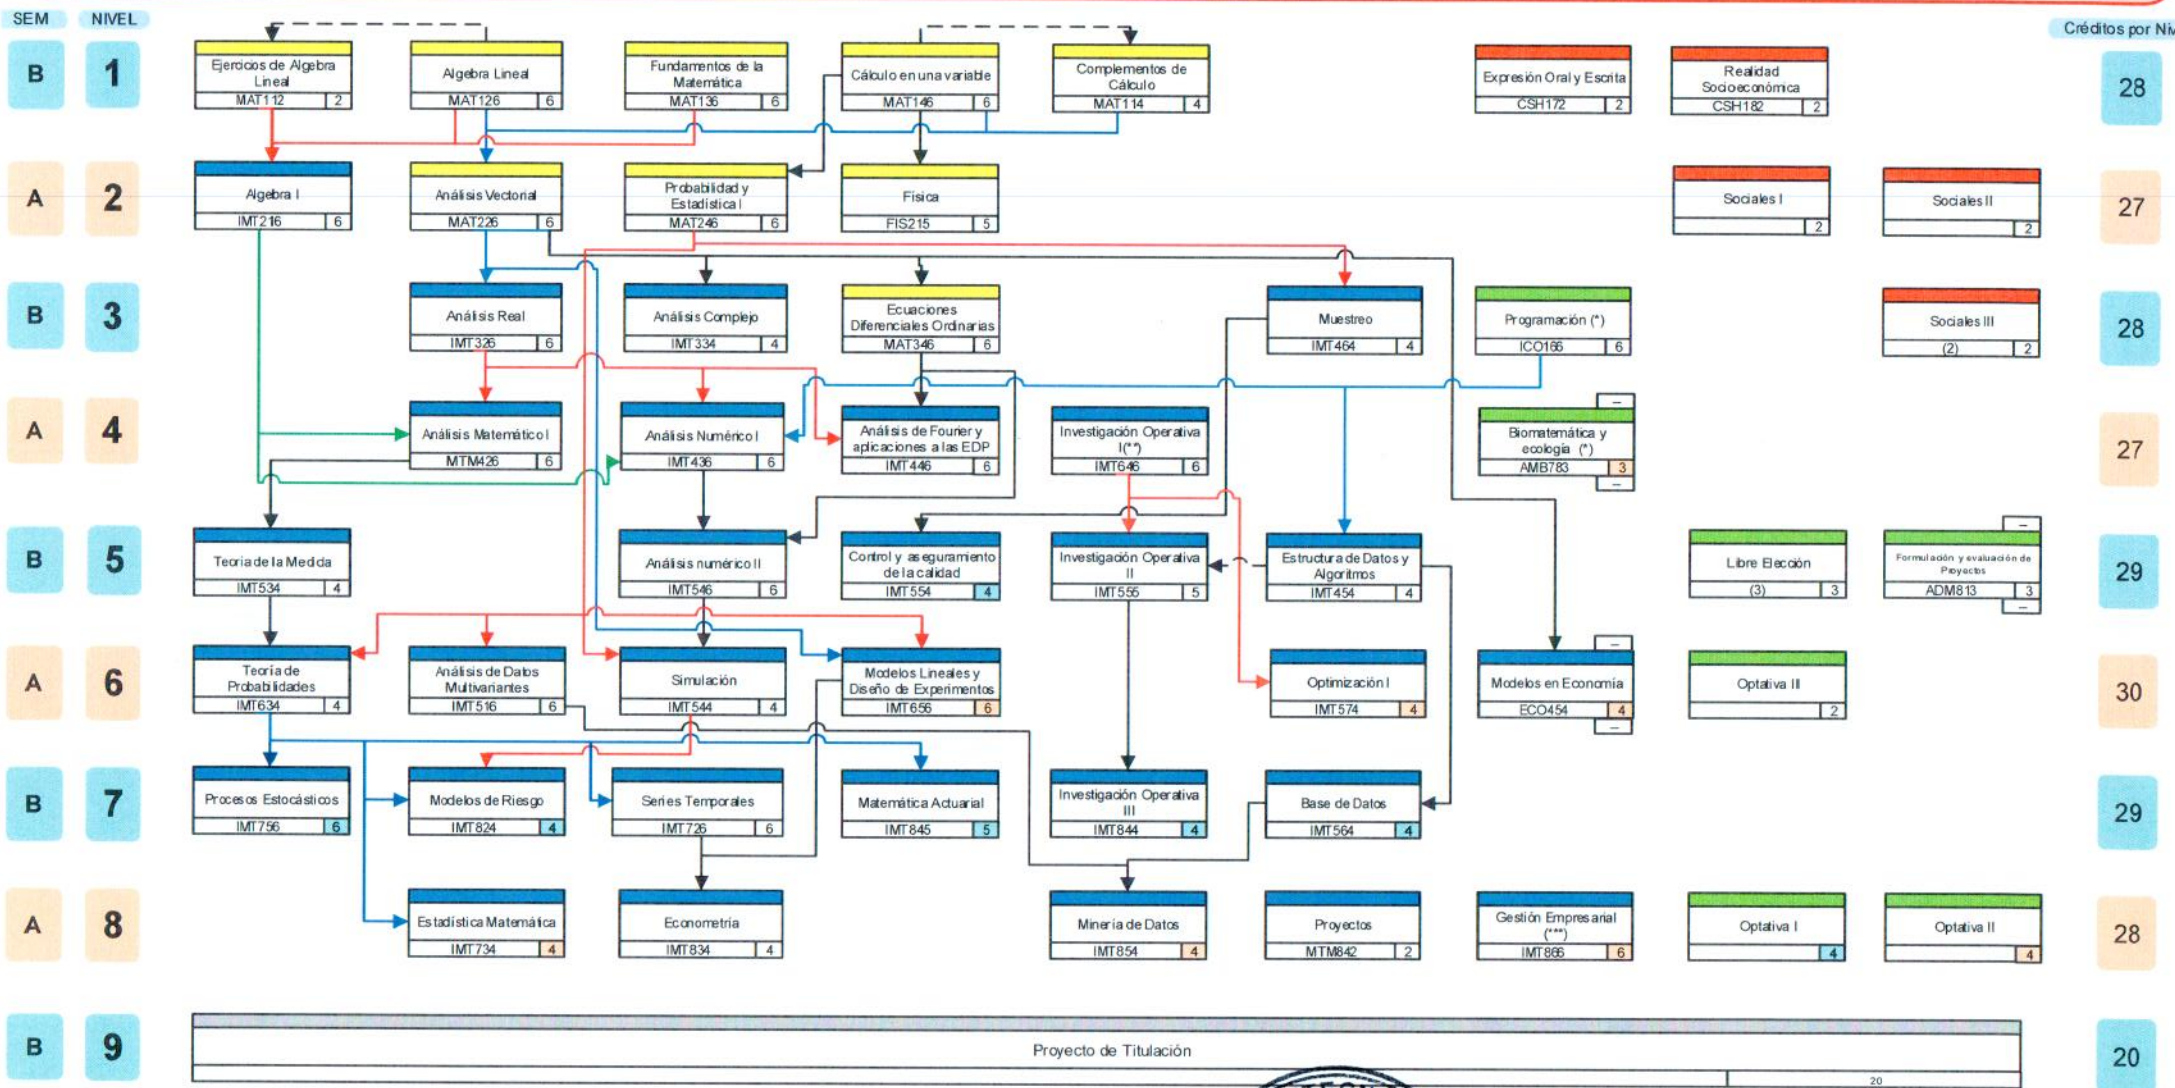 SEM NIVEL
Créditos por Niv
B 1
Ejercicios de Algebra
Lineal
MAT112 2
Algebra Lineal
MAT126 6
Fundamentos de la
Matemática
MAT136 6
Cálculo en una variable
MAT146 6
Complementos de
Cálculo
MAT114 4
Expresión Oral y Escrita
CSH172 2
Realidad
Socioeconómica
CSH182 2
28
A 2
Algebra I
IMT216 6
Análisis Vectorial
MAT226 6
Probabilidad y
Estadística I
MAT246 6
Física
FIS215 5
Sociales I
2
Sociales II
2
27
B 3
Análisis Real
IMT326 6
Análisis Complejo
IMT334 4
Ecuaciones
Diferenciales Ordinarias
MAT346 6
Muestreo
IMT464 4
Programación (*)
ICO166 6
Sociales III
(2) 2
28
A 4
Análisis Matemático I
MTM426 6
Análisis Numérico I
IMT436 6
Análisis de Fourier y
aplicaciones a las EDP
IMT446 6
Investigación Operativa
I(**)
IMT646 6
–
Biomatemática y
ecología (*)
AMB783 3
–
27
B 5
Teoría de la Medida
IMT534 4
Análisis numérico II
IMT546 6
Control y aseguramiento
de la calidad
IMT554 4
Investigación Operativa
II
IMT555 5
Estructura de Datos y
Algoritmos
IMT454 4
Libre Elección
(3) 3
–
Formulación y evaluación de
Proyectos
ADM813 3
–
29
A 6
Teoría de
Probabilidades
IMT634 4
Análisis de Datos
Multivariantes
IMT516 6
Simulación
IMT544 4
Modelos Lineales y
Diseño de Experimentos
IMT656 6
Optimización I
IMT574 4
–
Modelos en Economía
ECO454 4
–
Optativa III
2
30
B 7
Procesos Estocásticos
IMT756 6
Modelos de Riesgo
IMT824 4
Series Temporales
IMT726 6
Matemática Actuarial
IMT845 5
Investigación Operativa
III
IMT844 4
Base de Datos
IMT564 4
29
A 8
Estadística Matemática
IMT734 4
Econometría
IMT834 4
Minería de Datos
IMT854 4
Proyectos
MTM842 2
Gestión Empresarial
(***)
IMT866 6
Optativa I
4
Optativa II
4
28
B 9
Proyecto de Titulación
20
20